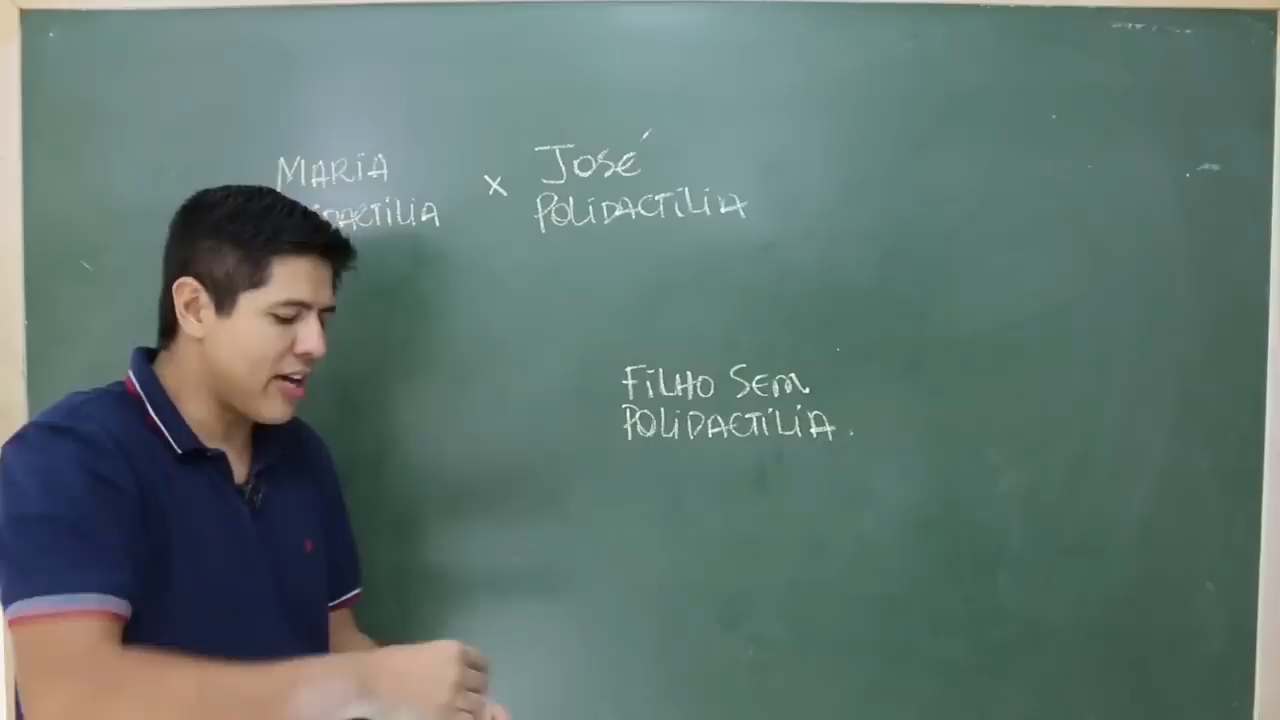 MARIA
x
JOSÉ
POLIDACTILIA
FILHO SEM
POLIDACTILIA.